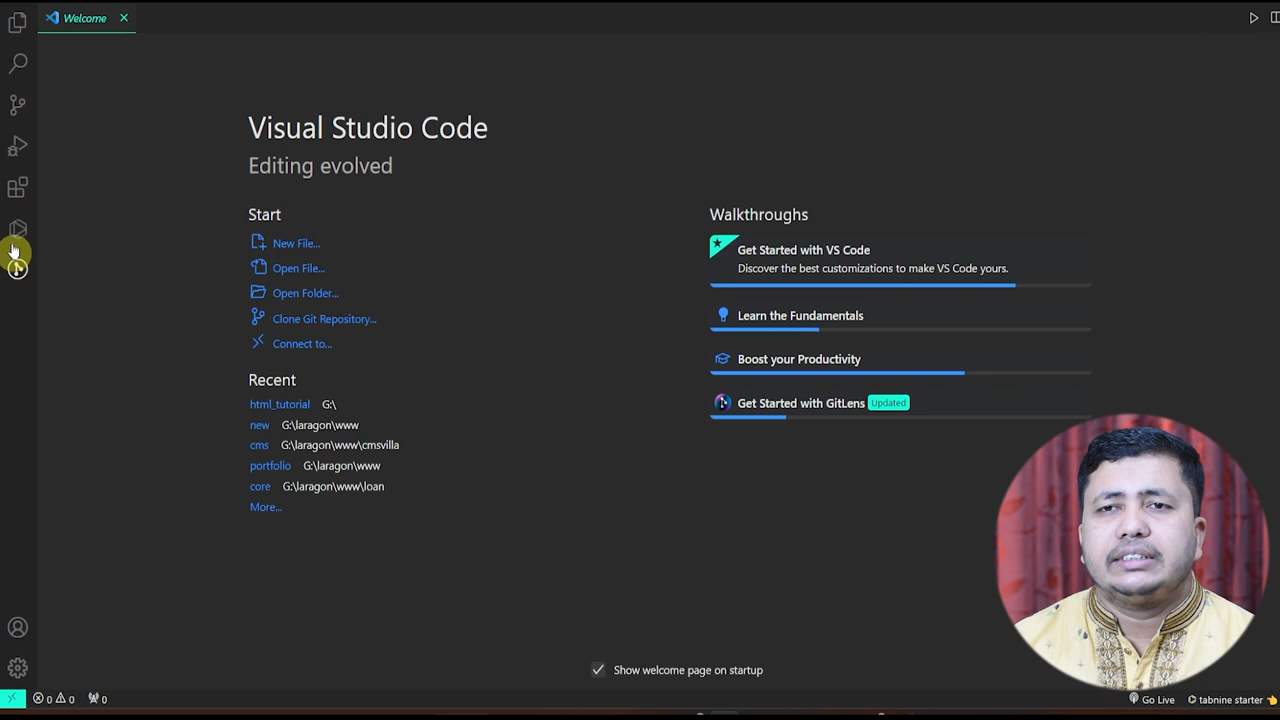 Welcome
Visual Studio Code
Editing evolved
Start
New File...
Open File...
Open Folder...
Clone Git Repository...
Connect to...
Recent
html_tutorial G:\
new G:\laragon\www
cms G:\laragon\www\cmsvilla
portfolio G:\laragon\www
core G:\laragon\www\loan
More...
Walkthroughs
Get Started with VS Code
Discover the best customizations to make VS Code yours.
Learn the Fundamentals
Boost your Productivity
Get Started with GitLens Updated
Show welcome page on startup
0 0 0
Go Live tabnine starter